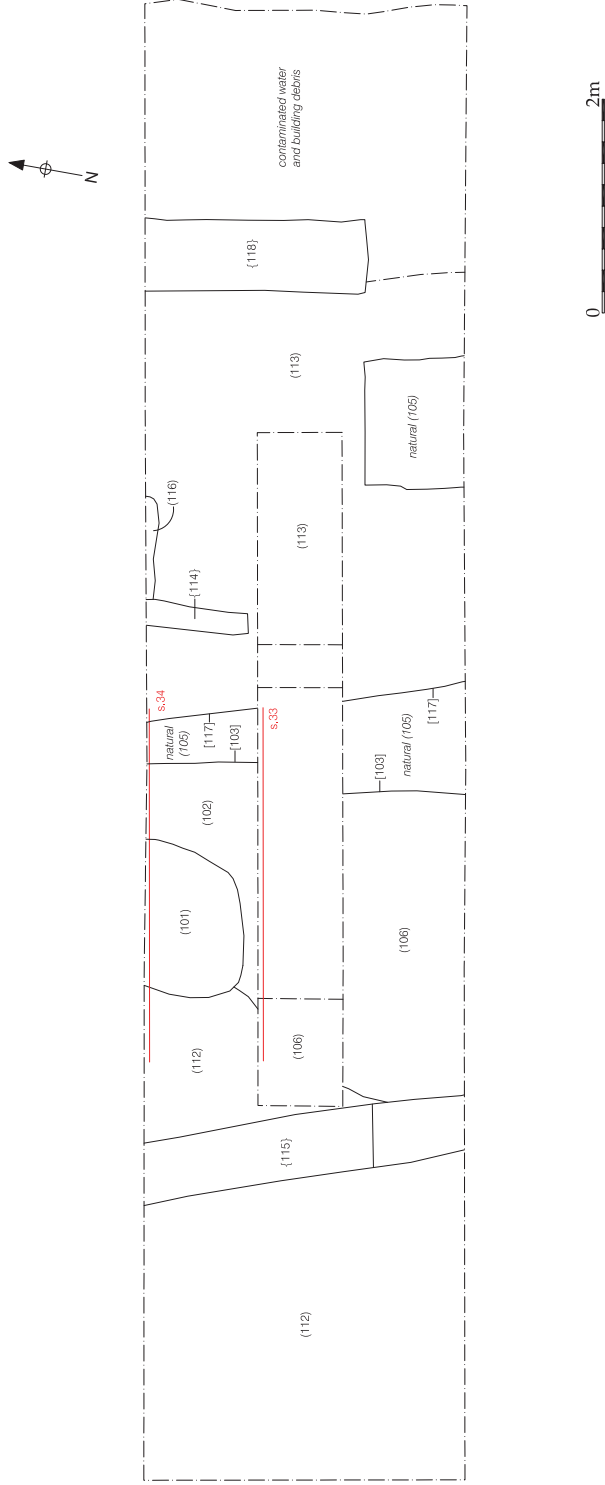 contaminated water
and building debris
N
2m
0
{118}
(113)
natural (105)
(116)
(113)
{114}
s.34
s.33
natural
(105)
[117]
[103]
[117]
natural (105)
[103]
(102)
(101)
(106)
(106)
(112)
{115}
(112)